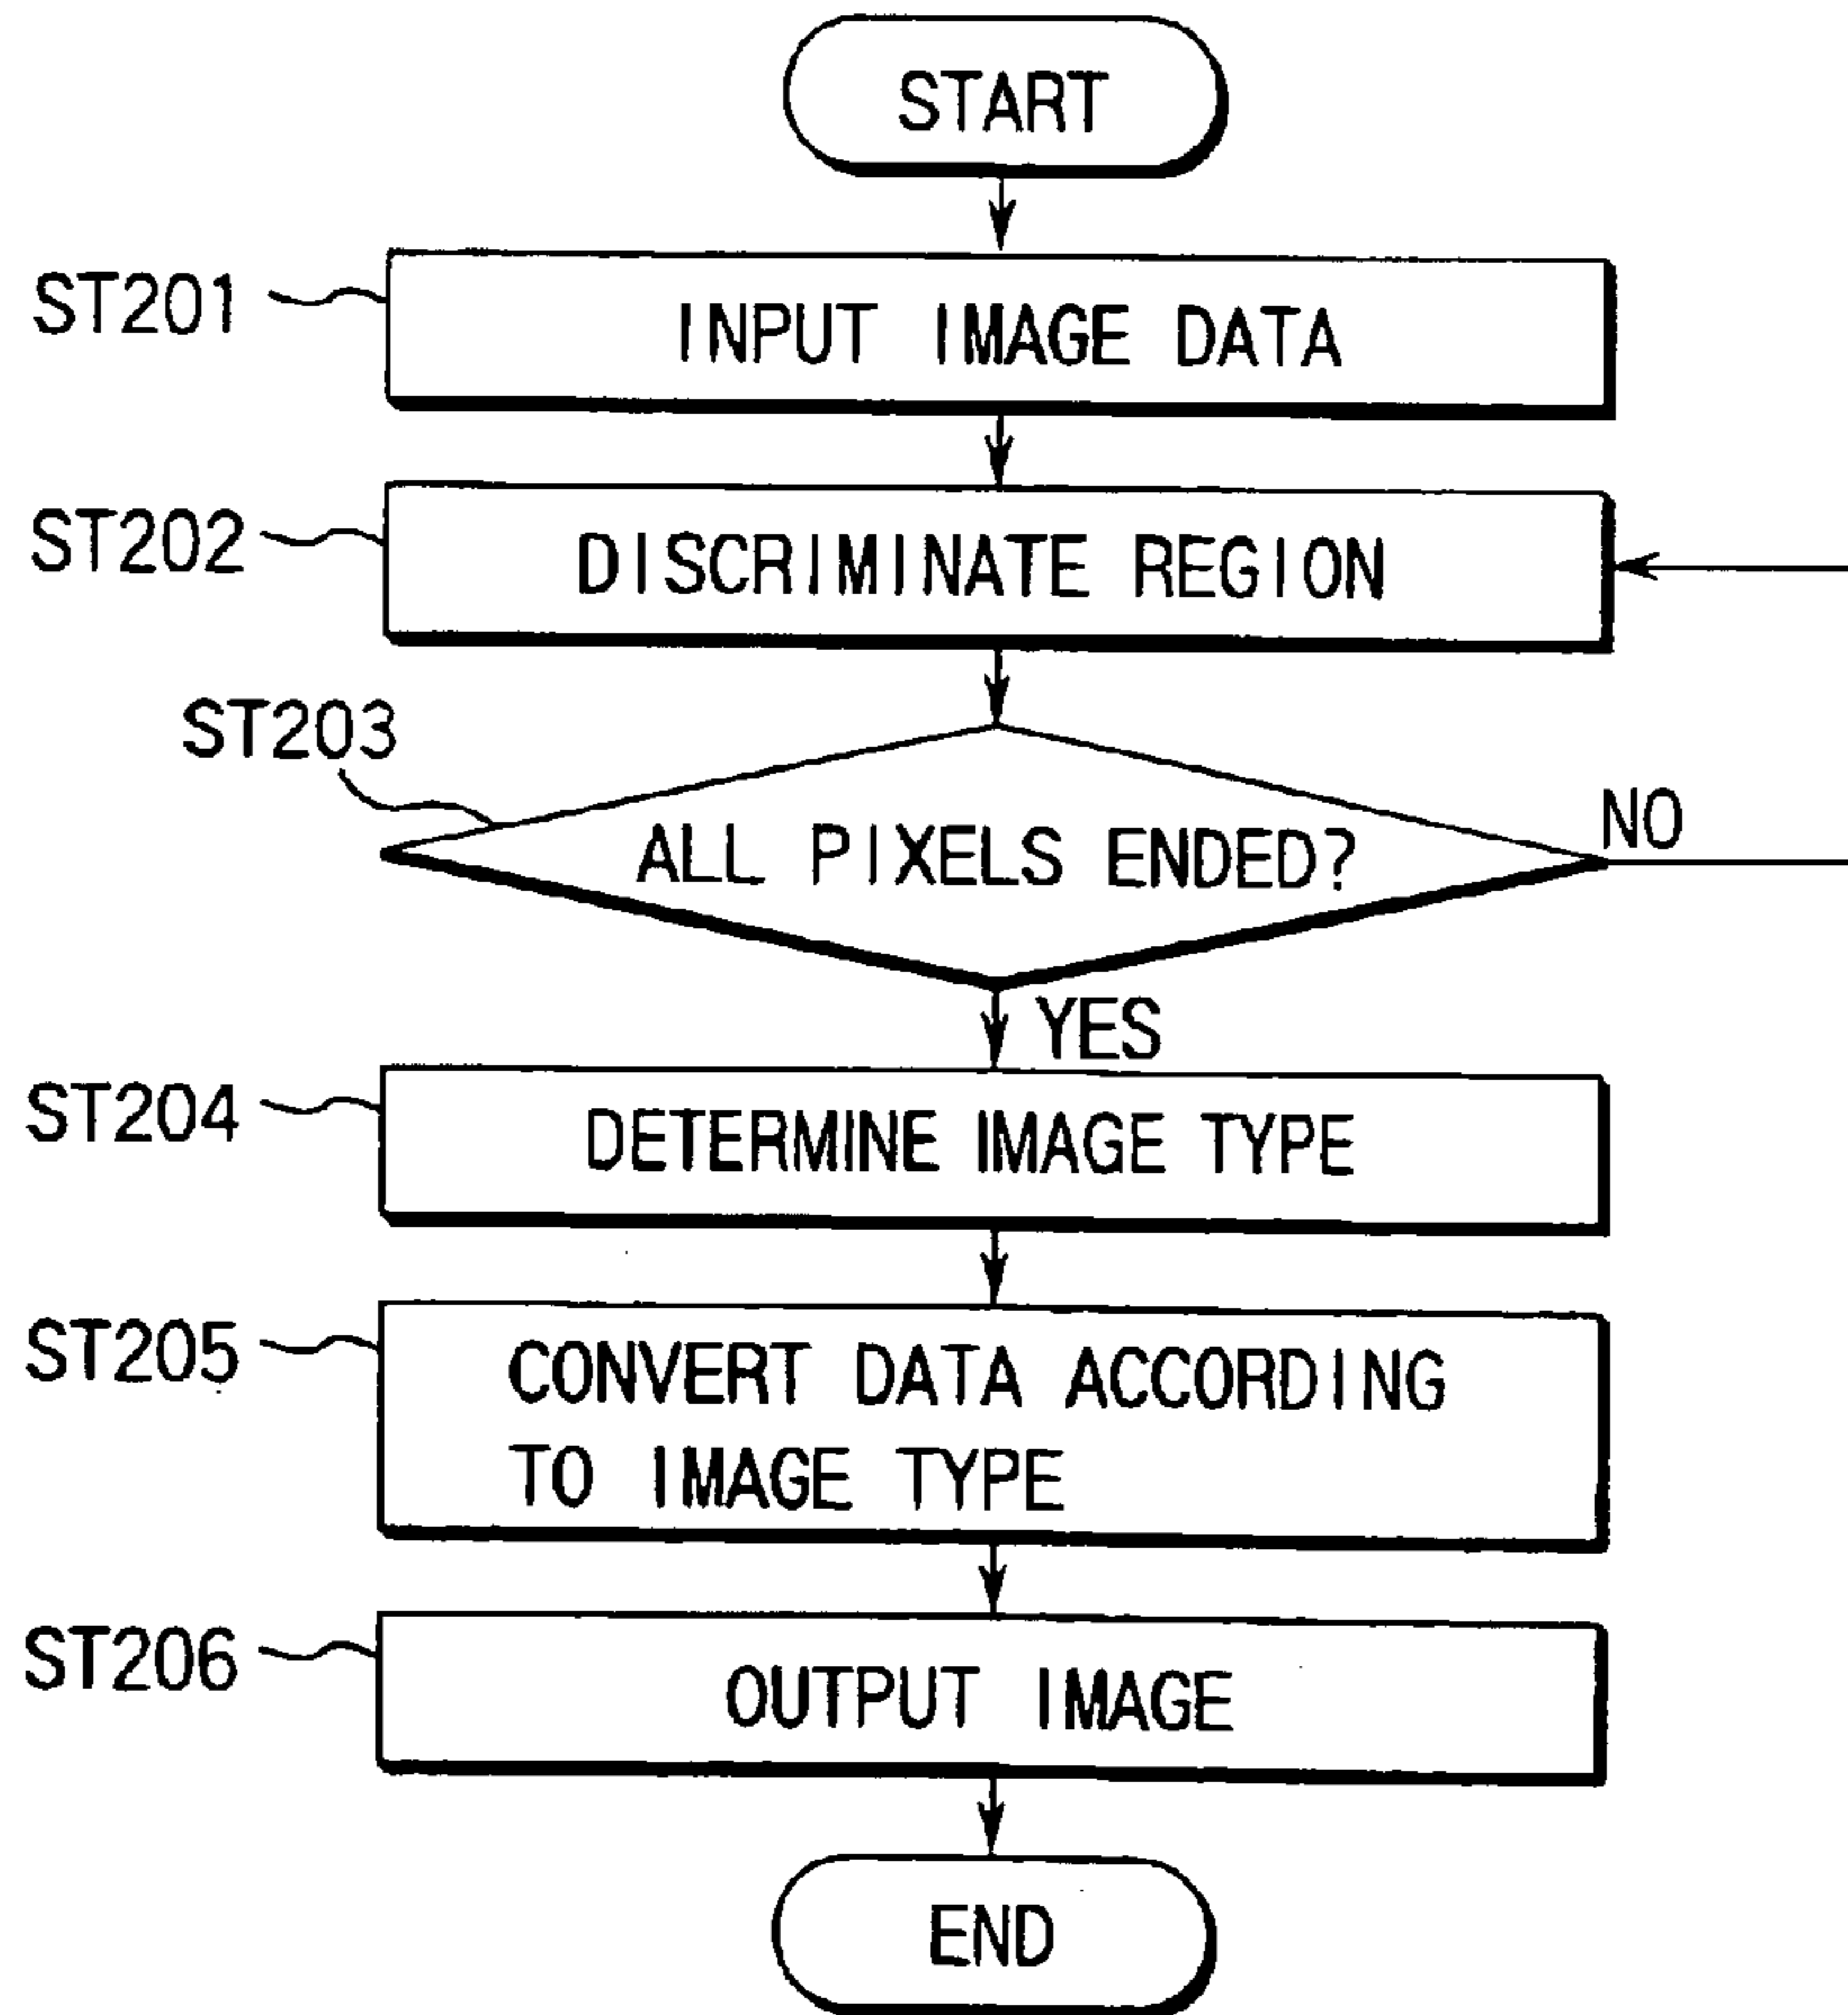 START
ST201
INPUT IMAGE DATA
ST202
DISCRIMINATE REGION
ST203
ALL PIXELS ENDED?
NO
YES
ST204
DETERMINE IMAGE TYPE
ST205
CONVERT DATA ACCORDING
TO IMAGE TYPE
ST206
OUTPUT IMAGE
END